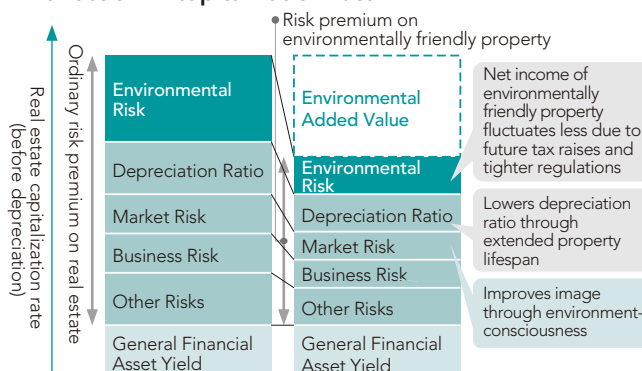 Risk premium on
environmentally friendly property
Real estate capitalization rate
(before depreciation)
Ordinary risk premium on real estate
Environmental
Risk
Depreciation Ratio
Market Risk
Business Risk
Other Risks
General Financial
Asset Yield
Environmental
Added Value
Environmental
Risk
Depreciation Ratio
Market Risk
Business Risk
Other Risks
General Financial
Asset Yield
Net income of
environmentally
friendly property
fluctuates less due to
future tax raises and
tighter regulations
Lowers depreciation
ratio through
extended property
lifespan
Improves image
through environment-
consciousness